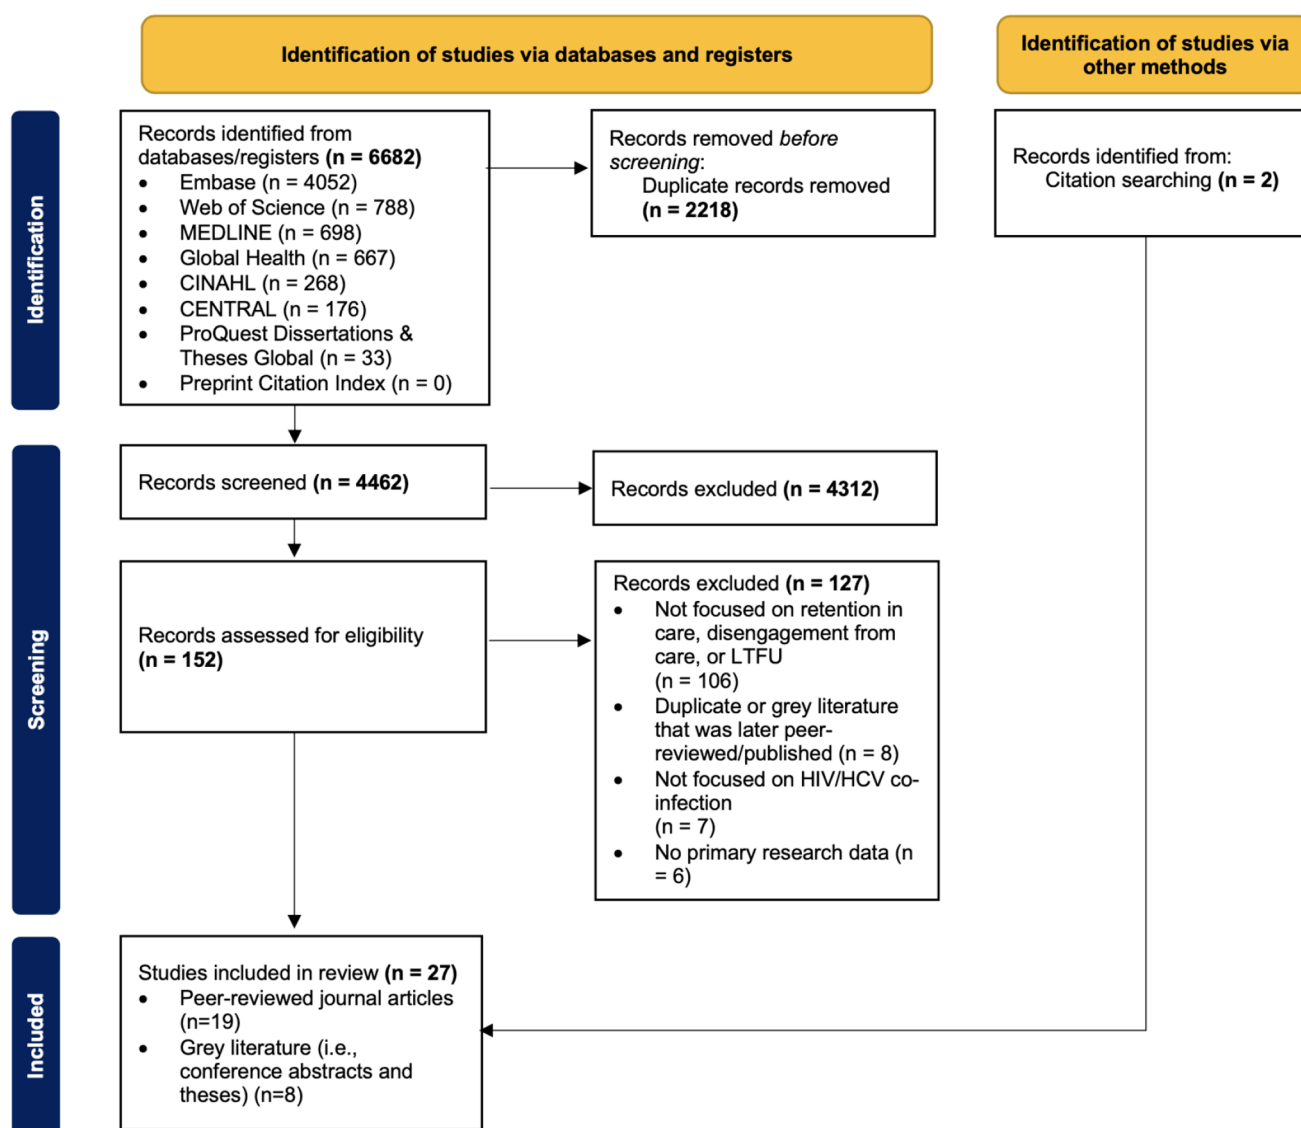 Identification of studies via databases and registers
Identification of studies via
other methods
Identification
Records identified from
databases/registers (n = 6682)
• Embase (n = 4052)
• Web of Science (n = 788)
• MEDLINE (n = 698)
• Global Health (n = 667)
• CINAHL (n = 268)
• CENTRAL (n = 176)
• ProQuest Dissertations &
Theses Global (n = 33)
• Preprint Citation Index (n = 0)
Records removed before
screening:
Duplicate records removed
(n = 2218)
Records identified from:
Citation searching (n = 2)
Screening
Records screened (n = 4462)
Records excluded (n = 4312)
Records assessed for eligibility
(n = 152)
Records excluded (n = 127)
• Not focused on retention in
care, disengagement from
care, or LTFU
(n = 106)
• Duplicate or grey literature
that was later peer-
reviewed/published (n = 8)
• Not focused on HIV/HCV co-
infection
(n = 7)
• No primary research data (n
= 6)
Included
Studies included in review (n = 27)
• Peer-reviewed journal articles
(n=19)
• Grey literature (i.e.,
conference abstracts and
theses) (n=8)